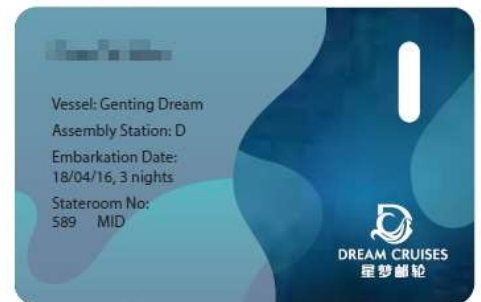 Vessel: Genting Dream
Assembly Station: D
Embarkation Date:
18/04/16, 3 nights
Stateroom No:
589 MID
DREAM CRUISES
星梦邮轮